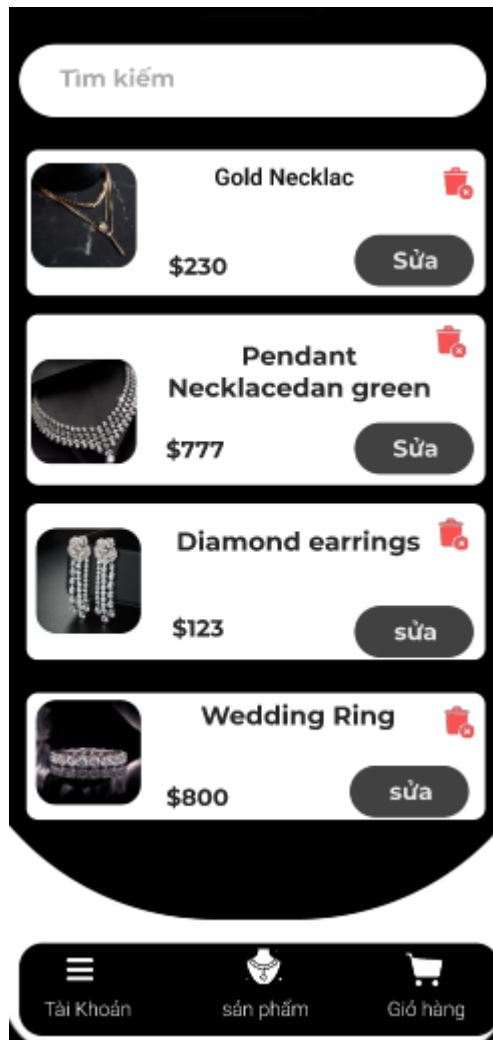 Tìm kiếm
Gold Necklac
$230
Sửa
Pendant
Necklacedan green
$777
Sửa
Diamond earrings
$123
sửa
Wedding Ring
$800
sửa
Tài Khoản
sản phẩm
Giỏ hàng